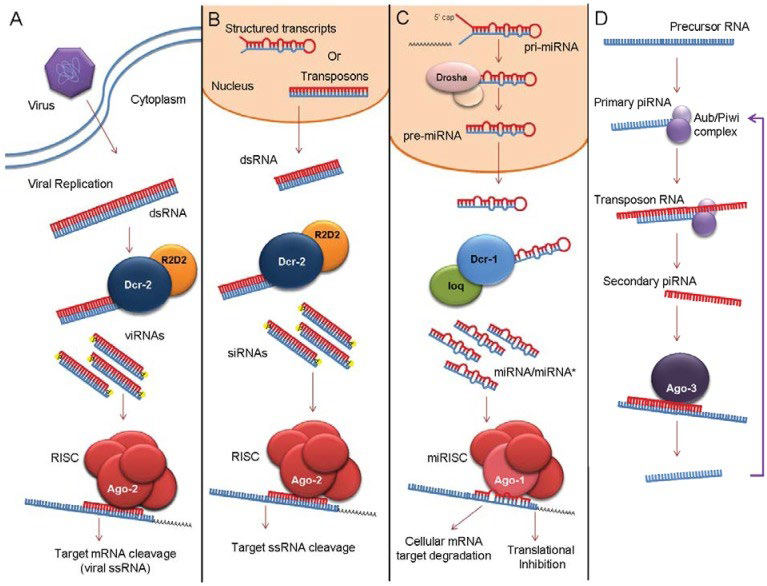 A
Virus
Cytoplasm
Viral Replication
dsRNA
R2D2
Dcr-2
viRNAs
RISC
Ago-2
Target mRNA cleavage
(viral ssRNA)
B
Structured transcripts
Or
Transposons
Nucleus
dsRNA
R2D2
Dcr-2
siRNAs
RISC
Ago-2
Target ssRNA cleavage
C
5' cap
pri-miRNA
Drosha
pre-miRNA
Dcr-1
loq
miRNA/miRNA*
miRISC
Ago-1
Cellular mRNA
target degradation
Translational
Inhibition
D
Precursor RNA
Primary piRNA
Aub/Piwi
complex
Transposon RNA
Secondary piRNA
Ago-3